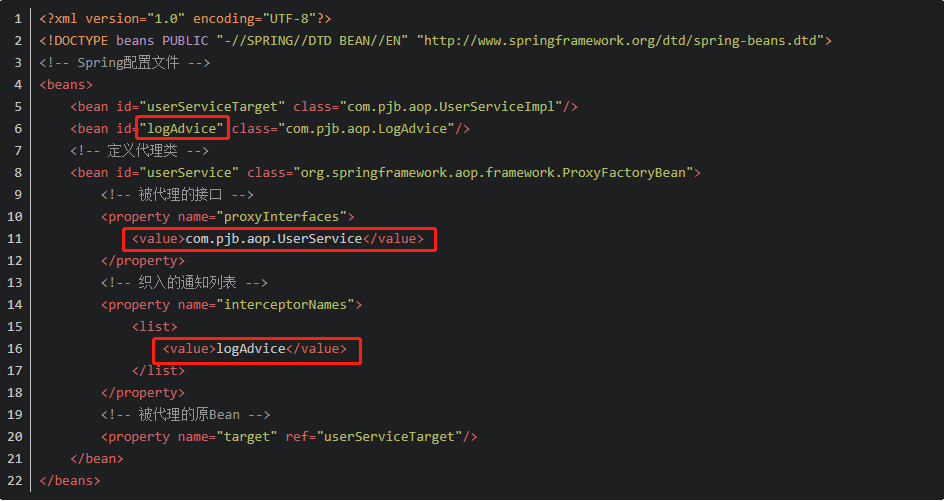 1 <?xml version="1.0" encoding="UTF-8"?>
2 <!DOCTYPE beans PUBLIC "-//SPRING//DTD BEAN//EN" "http://www.springframework.org/dtd/spring-beans.dtd">
3 <!-- Spring配置文件 -->
4 <beans>
5     <bean id="userServiceTarget" class="com.pjb.aop.UserServiceImpl"/>
6     <bean id="logAdvice" class="com.pjb.aop.LogAdvice"/>
7     <!-- 定义代理类 -->
8     <bean id="userService" class="org.springframework.aop.framework.ProxyFactoryBean">
9         <!-- 被代理的接口 -->
10         <property name="proxyInterfaces">
11             <value>com.pjb.aop.UserService</value>
12         </property>
13         <!-- 织入的通知列表 -->
14         <property name="interceptorNames">
15             <list>
16                 <value>logAdvice</value>
17             </list>
18         </property>
19         <!-- 被代理的原Bean -->
20         <property name="target" ref="userServiceTarget"/>
21     </bean>
22 </beans>